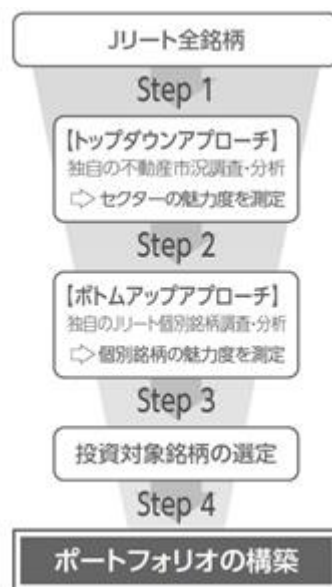 Jリート全銘柄
Step 1
【トップダウンアプローチ】
独自の不動産市況調査・分析
⇨ セクターの魅力度を測定
Step 2
【ボトムアップアプローチ】
独自のJリート個別銘柄調査・分析
⇨ 個別銘柄の魅力度を測定
Step 3
投資対象銘柄の選定
Step 4
ポートフォリオの構築